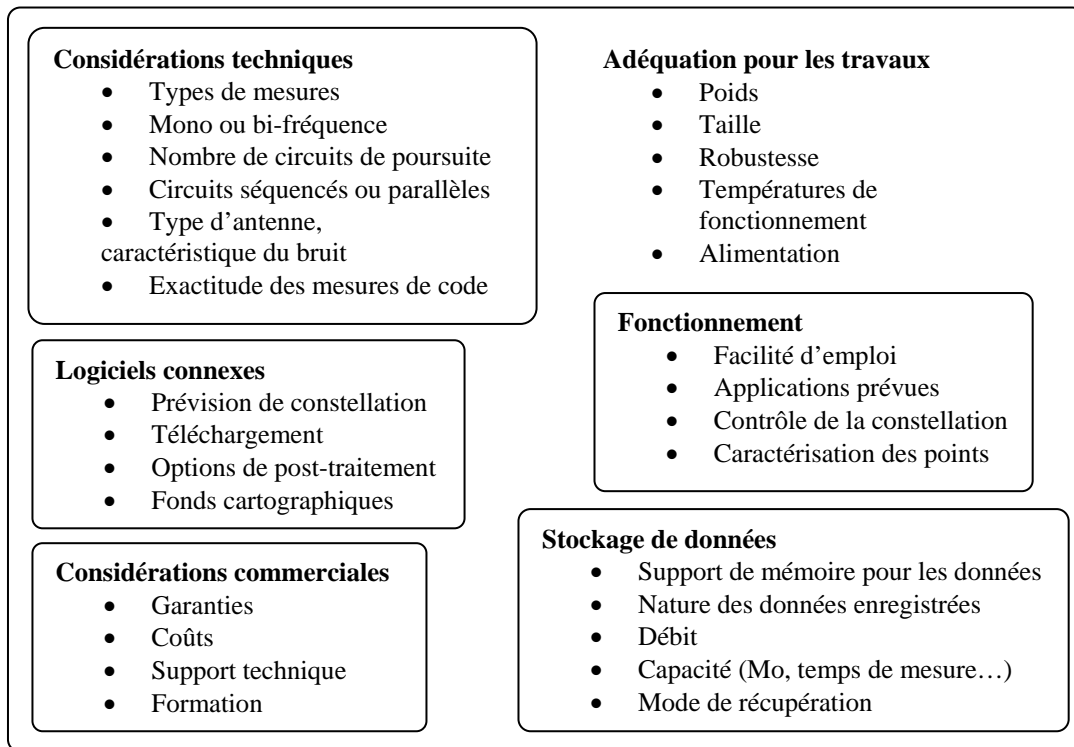 Considérations techniques
• Types de mesures
• Mono ou bi-fréquence
• Nombre de circuits de poursuite
• Circuits séquencés ou parallèles
• Type d’antenne,
caractéristique du bruit
• Exactitude des mesures de code
Logiciels connexes
• Prévision de constellation
• Téléchargement
• Options de post-traitement
• Fonds cartographiques
Considérations commerciales
• Garanties
• Coûts
• Support technique
• Formation
Adéquation pour les travaux
• Poids
• Taille
• Robustesse
• Températures de
fonctionnement
• Alimentation
Fonctionnement
• Facilité d’emploi
• Applications prévues
• Contrôle de la constellation
• Caractérisation des points
Stockage de données
• Support de mémoire pour les données
• Nature des données enregistrées
• Débit
• Capacité (Mo, temps de mesure…)
• Mode de récupération